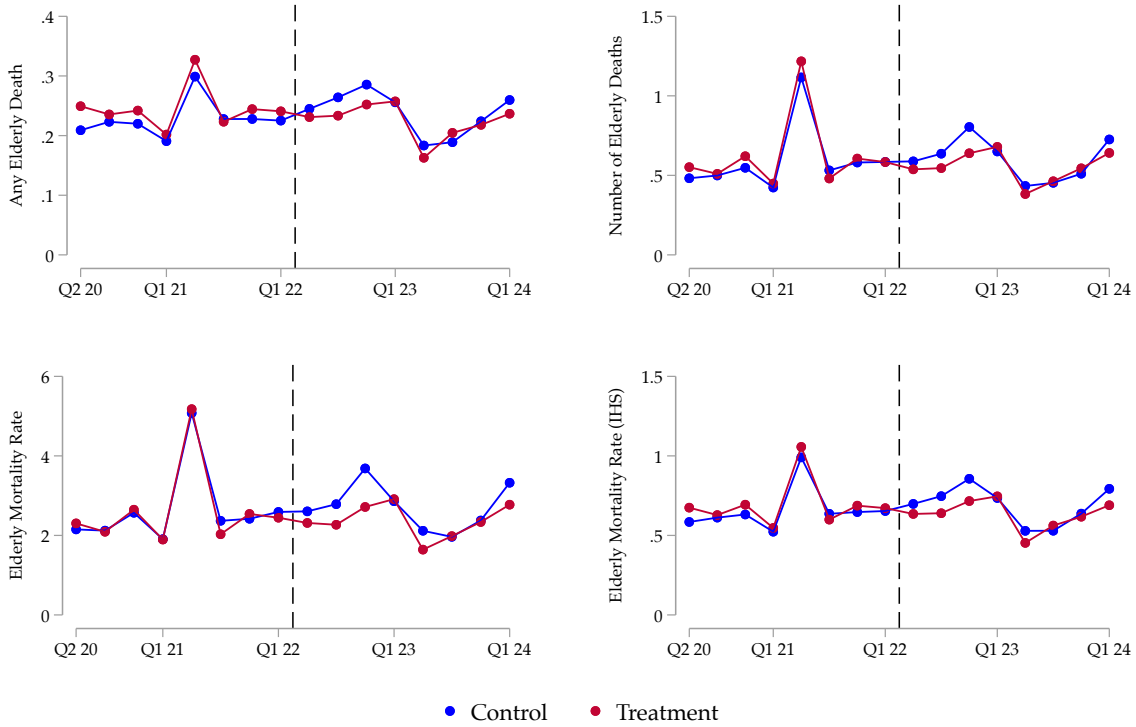 Any Elderly Death
.4
.3
.2
.1
0
Q2 20
Q1 21
Q1 22
Q1 23
Q1 24
Number of Elderly Deaths
1.5
1
.5
0
Q2 20
Q1 21
Q1 22
Q1 23
Q1 24
Elderly Mortality Rate
6
4
2
0
Q2 20
Q1 21
Q1 22
Q1 23
Q1 24
Elderly Mortality Rate (IHS)
1.5
1
.5
0
Q2 20
Q1 21
Q1 22
Q1 23
Q1 24
Control
Treatment